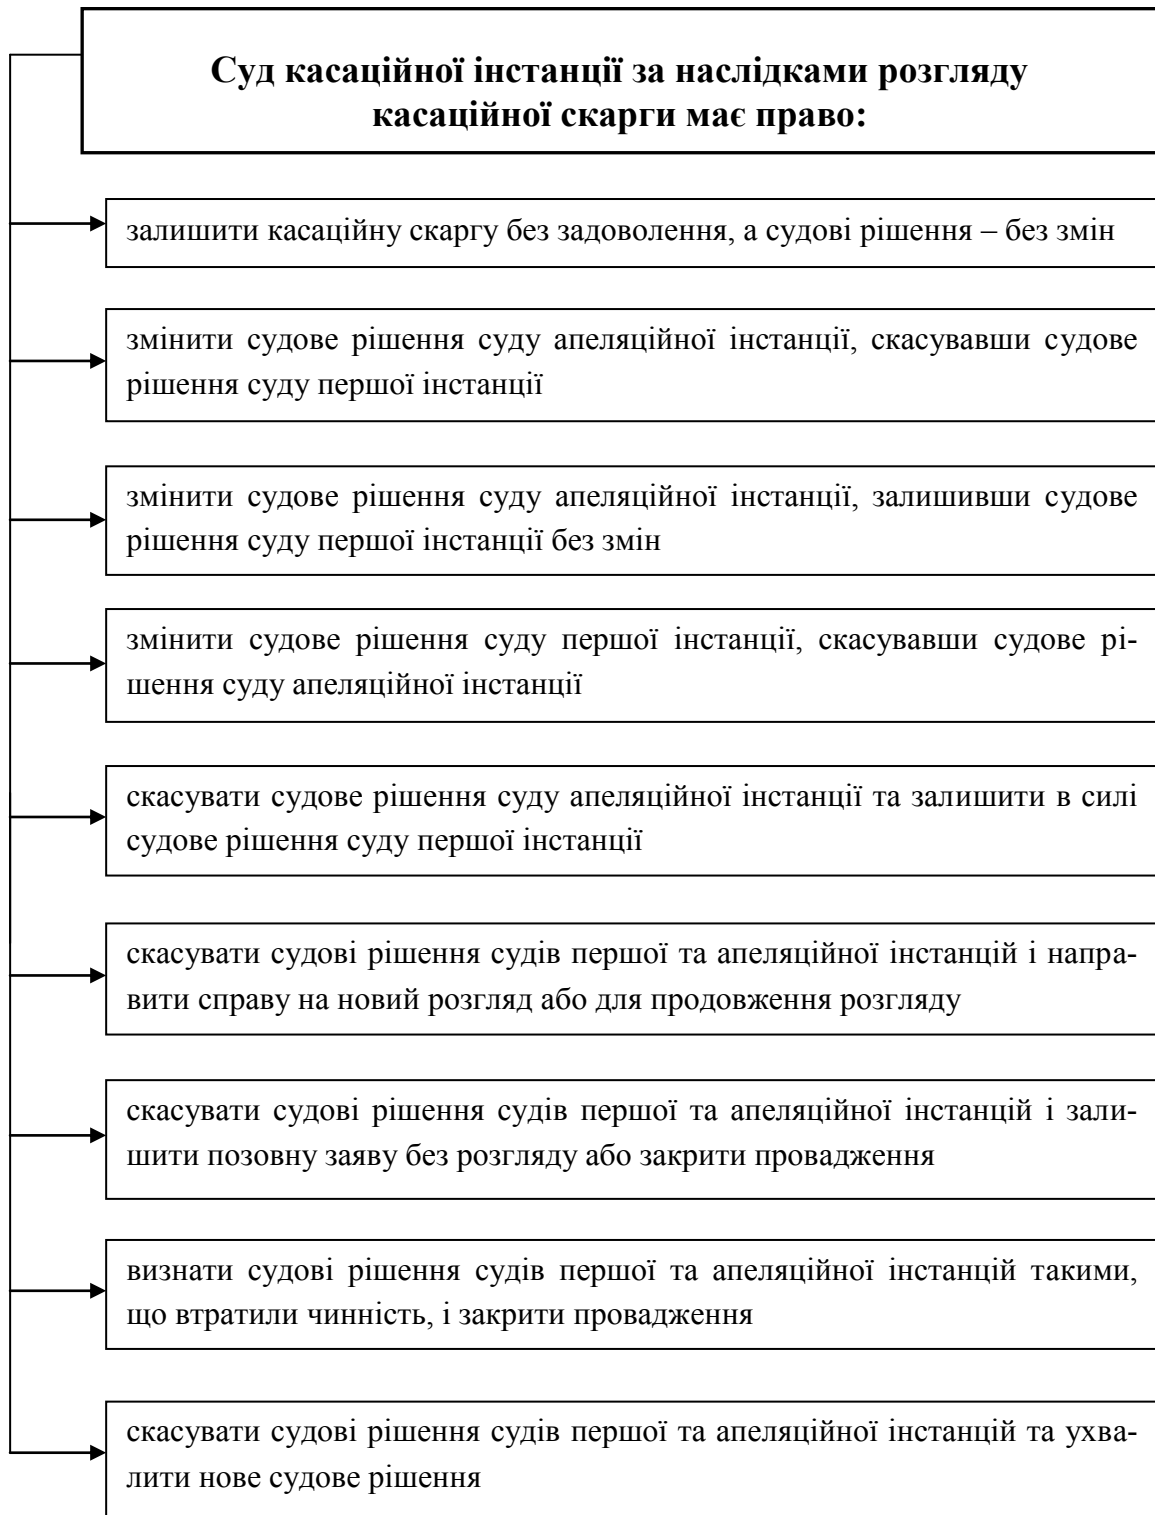 Суд касаційної інстанції за наслідками розгляду
касаційної скарги має право:
залишити касаційну скаргу без задоволення, а судові рішення – без змін
змінити судове рішення суду апеляційної інстанції, скасувавши судове
рішення суду першої інстанції
змінити судове рішення суду апеляційної інстанції, залишивши судове
рішення суду першої інстанції без змін
змінити судове рішення суду першої інстанції, скасувавши судове рі-
шення суду апеляційної інстанції
скасувати судове рішення суду апеляційної інстанції та залишити в силі
судове рішення суду першої інстанції
скасувати судові рішення судів першої та апеляційної інстанцій і напра-
вити справу на новий розгляд або для продовження розгляду
скасувати судові рішення судів першої та апеляційної інстанцій і зали-
шити позовну заяву без розгляду або закрити провадження
визнати судові рішення судів першої та апеляційної інстанцій такими,
що втратили чинність, і закрити провадження
скасувати судові рішення судів першої та апеляційної інстанцій та ухва-
лити нове судове рішення